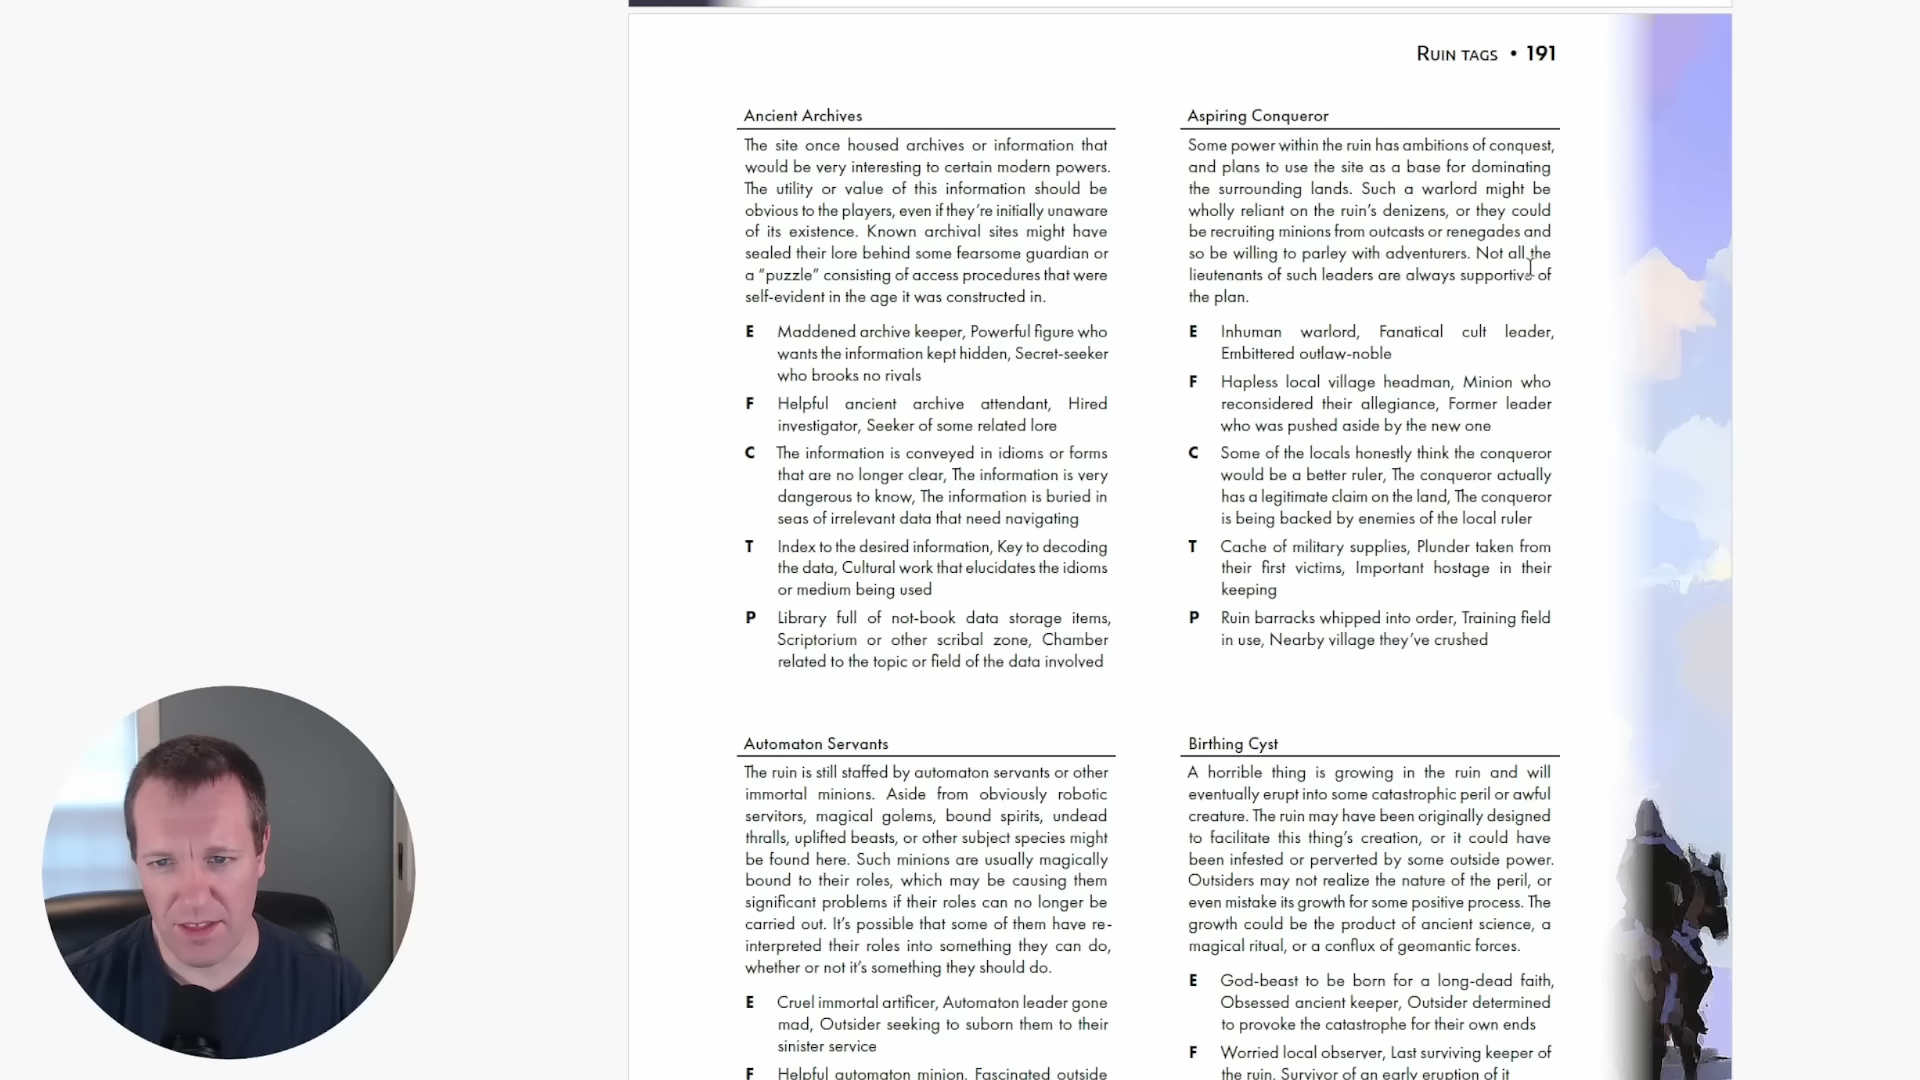 Ruin tags • 191
Ancient Archives
The site once housed archives or information that
would be very interesting to certain modern powers.
The utility or value of this information should be
obvious to the players, even if they're initially unaware
of its existence. Known archival sites might have
sealed their lore behind some fearsome guardian or
a “puzzle” consisting of access procedures that were
self-evident in the age it was constructed in.
E Maddened archive keeper, Powerful figure who
wants the information kept hidden, Secret-seeker
who brooks no rivals
F Helpful ancient archive attendant, Hired
investigator, Seeker of some related lore
C The information is conveyed in idioms or forms
that are no longer clear, The information is very
dangerous to know, The information is buried in
seas of irrelevant data that need navigating
T Index to the desired information, Key to decoding
the data, Cultural work that elucidates the idioms
or medium being used
P Library full of not-book data storage items,
Scriptorium or other scribal zone, Chamber
related to the topic or field of the data involved
Automaton Servants
The ruin is still staffed by automaton servants or other
immortal minions. Aside from obviously robotic
servitors, magical golems, bound spirits, undead
thralls, uplifted beasts, or other subject species might
be found here. Such minions are usually magically
bound to their roles, which may be causing them
significant problems if their roles can no longer be
carried out. It's possible that some of them have re-
interpreted their roles into something they can do,
whether or not it's something they should do.
E Cruel immortal artificer, Automaton leader gone
mad, Outsider seeking to suborn them to their
sinister service
F Helpful automaton minion, Fascinated outside
Aspiring Conqueror
Some power within the ruin has ambitions of conquest,
and plans to use the site as a base for dominating
the surrounding lands. Such a warlord might be
wholly reliant on the ruin's denizens, or they could
be recruiting minions from outcasts or renegades and
so be willing to parley with adventurers. Not all the
lieutenants of such leaders are always supportive of
the plan.
E Inhuman warlord, Fanatical cult leader,
Embittered outlaw-noble
F Hapless local village headman, Minion who
reconsidered their allegiance, Former leader
who was pushed aside by the new one
C Some of the locals honestly think the conqueror
would be a better ruler, The conqueror actually
has a legitimate claim on the land, The conqueror
is being backed by enemies of the local ruler
T Cache of military supplies, Plunder taken from
their first victims, Important hostage in their
keeping
P Ruin barracks whipped into order, Training field
in use, Nearby village they've crushed
Birthing Cyst
A horrible thing is growing in the ruin and will
eventually erupt into some catastrophic peril or awful
creature. The ruin may have been originally designed
to facilitate this thing's creation, or it could have
been infested or perverted by some outside power.
Outsiders may not realize the nature of the peril, or
even mistake its growth for some positive process. The
growth could be the product of ancient science, a
magical ritual, or a conflux of geomantic forces.
E God-beast to be born for a long-dead faith,
Obsessed ancient keeper, Outsider determined
to provoke the catastrophe for their own ends
F Worried local observer, Last surviving keeper of
the ruin, Survivor of an early eruption of it